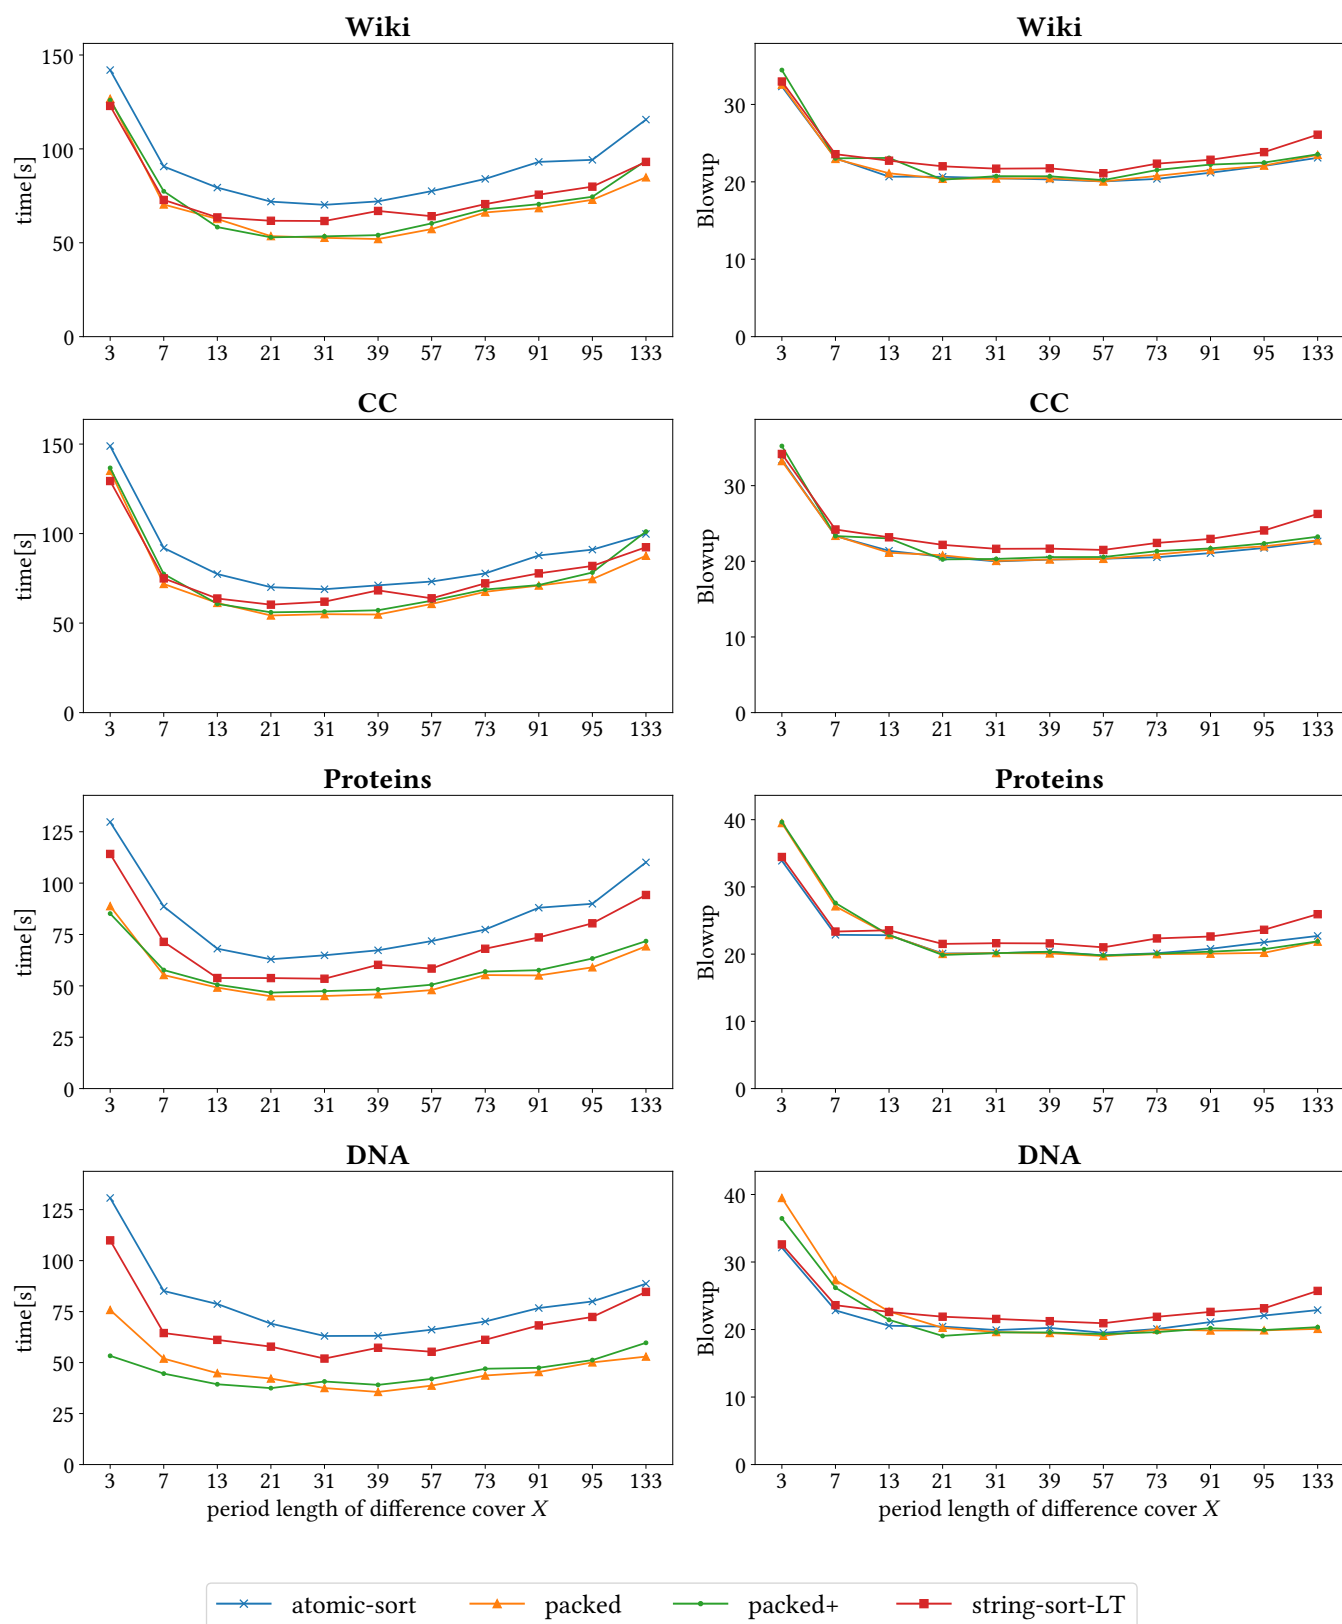 Wiki
150
100
50
0
time[s]
3 7 13 21 31 39 57 73 91 95 133
Wiki
30
20
10
0
Blowup
3 7 13 21 31 39 57 73 91 95 133
CC
150
100
50
0
time[s]
3 7 13 21 31 39 57 73 91 95 133
CC
30
20
10
0
Blowup
3 7 13 21 31 39 57 73 91 95 133
Proteins
125
100
75
50
25
0
time[s]
3 7 13 21 31 39 57 73 91 95 133
Proteins
40
30
20
10
0
Blowup
3 7 13 21 31 39 57 73 91 95 133
DNA
125
100
75
50
25
0
time[s]
3 7 13 21 31 39 57 73 91 95 133
period length of difference cover X
DNA
40
30
20
10
0
Blowup
3 7 13 21 31 39 57 73 91 95 133
period length of difference cover X
atomic-sort packed packed+ string-sort-LT